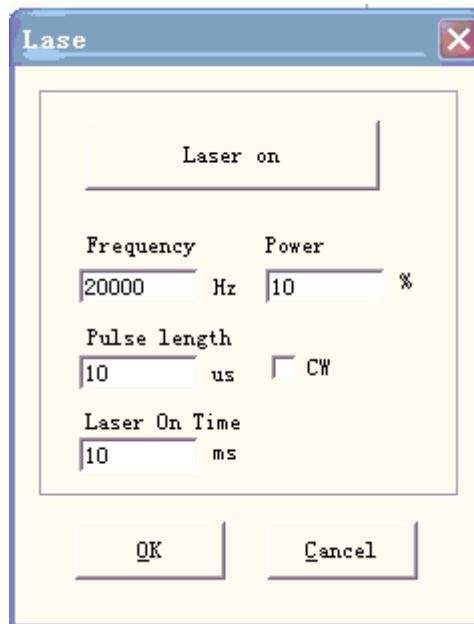 Lase
Laser on
Frequency Power
20000 Hz 10 %
Pulse length
10 us CW
Laser On Time
10 ms
OK Cancel